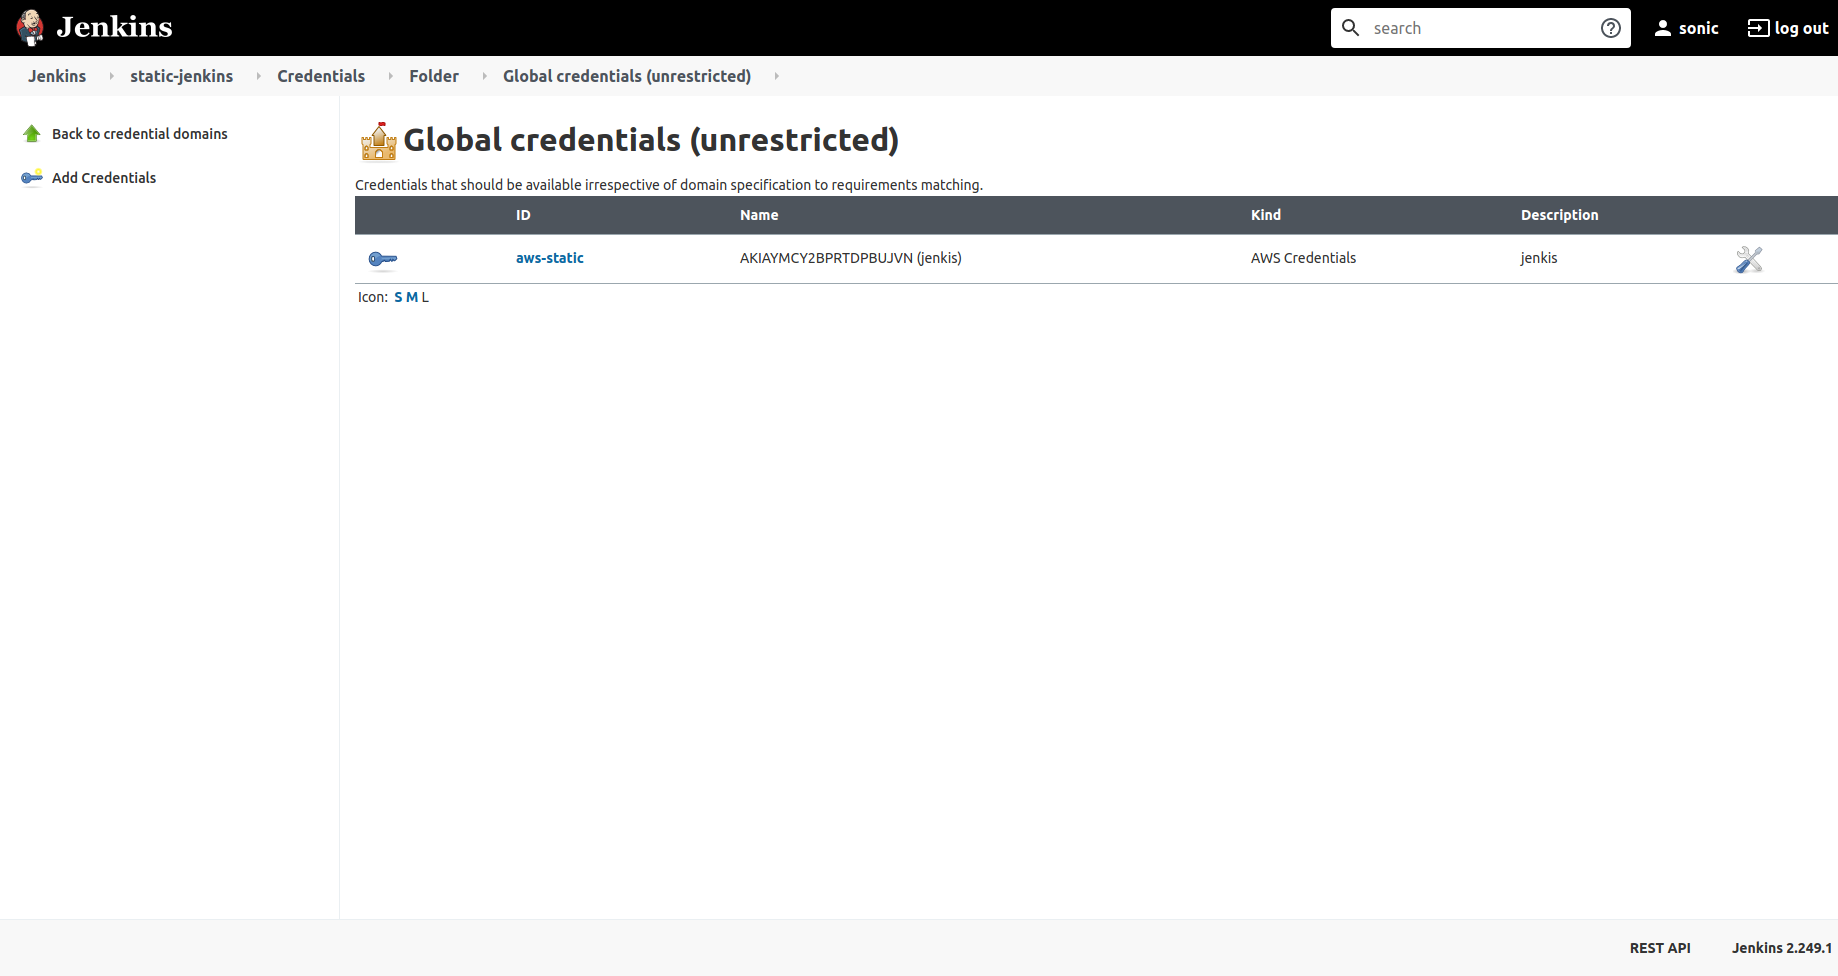 Jenkins
search
sonic
log out
Jenkins static-jenkins Credentials Folder Global credentials (unrestricted)
Back to credential domains
Add Credentials
Global credentials (unrestricted)
Credentials that should be available irrespective of domain specification to requirements matching.
ID Name Kind Description
aws-static AKIAYMCY2BPRTDPBUJVN (jenkis) AWS Credentials jenkis
Icon: S M L
REST API Jenkins 2.249.1